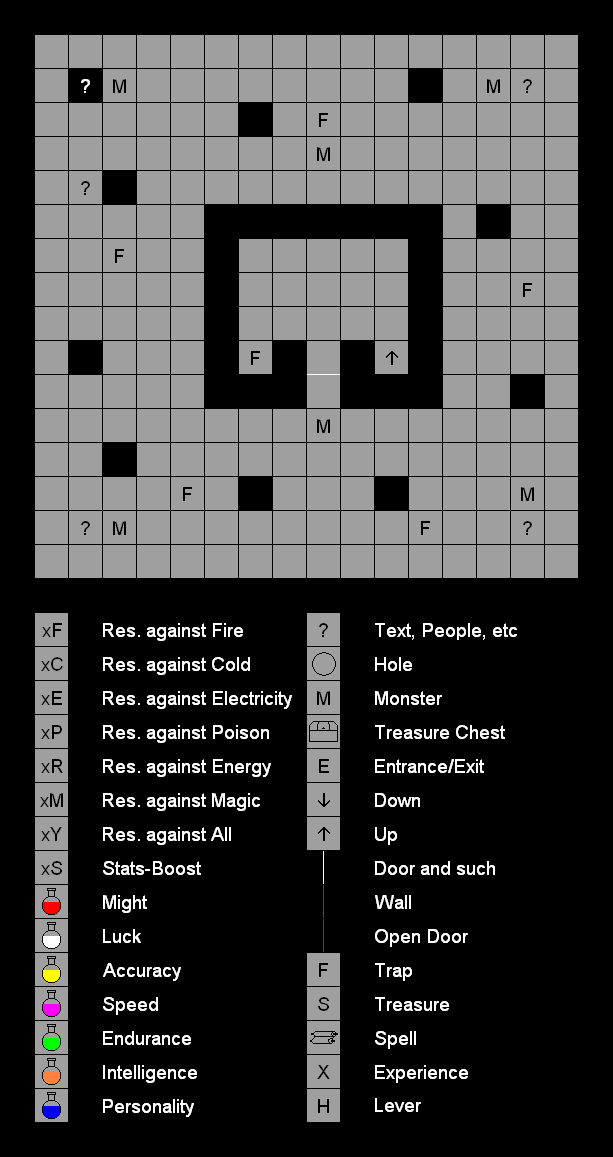 ? M M ?
F
M
?
F
F
F ↑
M
F M
? M F ?
xF Res. against Fire ? Text, People, etc
xC Res. against Cold Hole
xE Res. against Electricity M Monster
xP Res. against Poison Treasure Chest
xR Res. against Energy E Entrance/Exit
xM Res. against Magic ↓ Down
xY Res. against All ↑ Up
xS Stats-Boost Door and such
Might Wall
Luck Open Door
Accuracy F Trap
Speed S Treasure
Endurance Spell
Intelligence X Experience
Personality H Lever